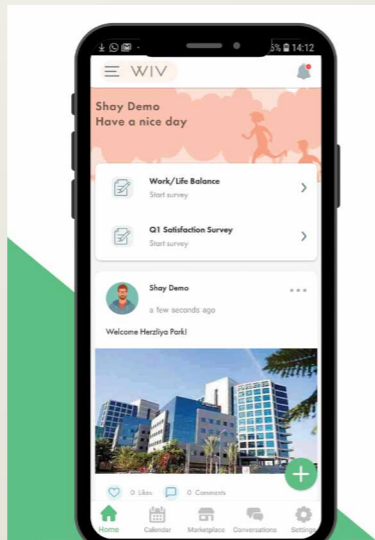 5% 14:12
WIV
Shay Demo
Have a nice day
Work/Life Balance
Start survey
Q1 Satisfaction Survey
Start survey
Shay Demo
a few seconds ago
Welcome Herzliya Park!
0 Likes 0 Comments
Home Calendar Marketplace Conversations Settings